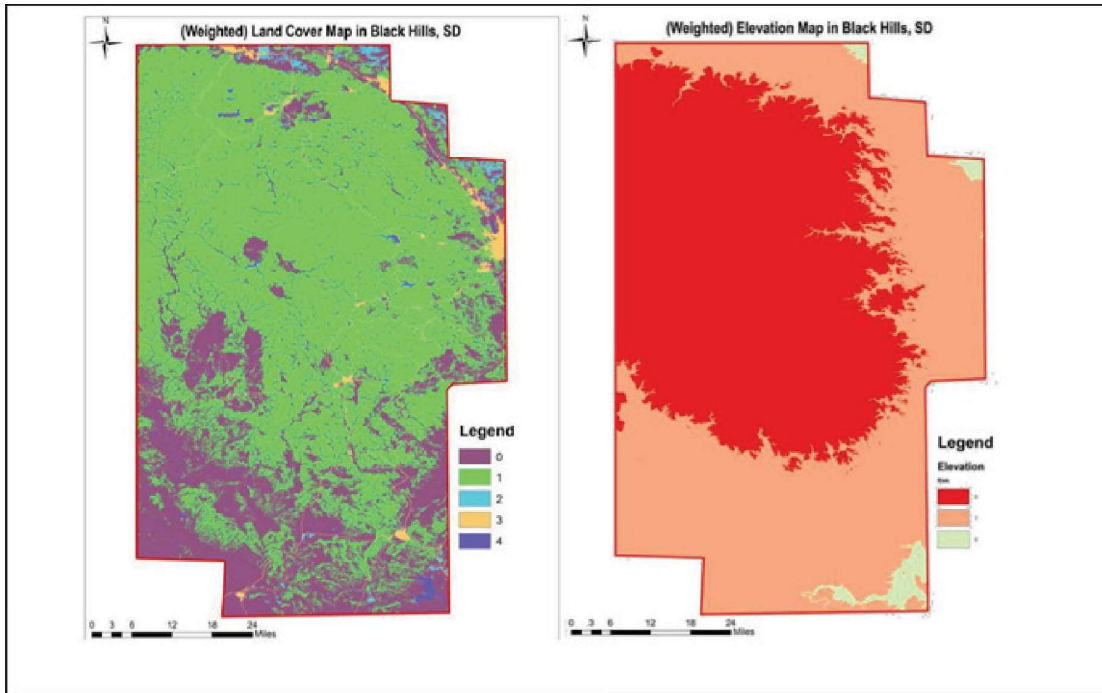 N
(Weighted) Land Cover Map in Black Hills, SD
Legend
0
1
2
3
4
0 3 6 12 18 24
Miles
N
(Weighted) Elevation Map in Black Hills, SD
Legend
Elevation
0 3 6 12 18 24
Miles